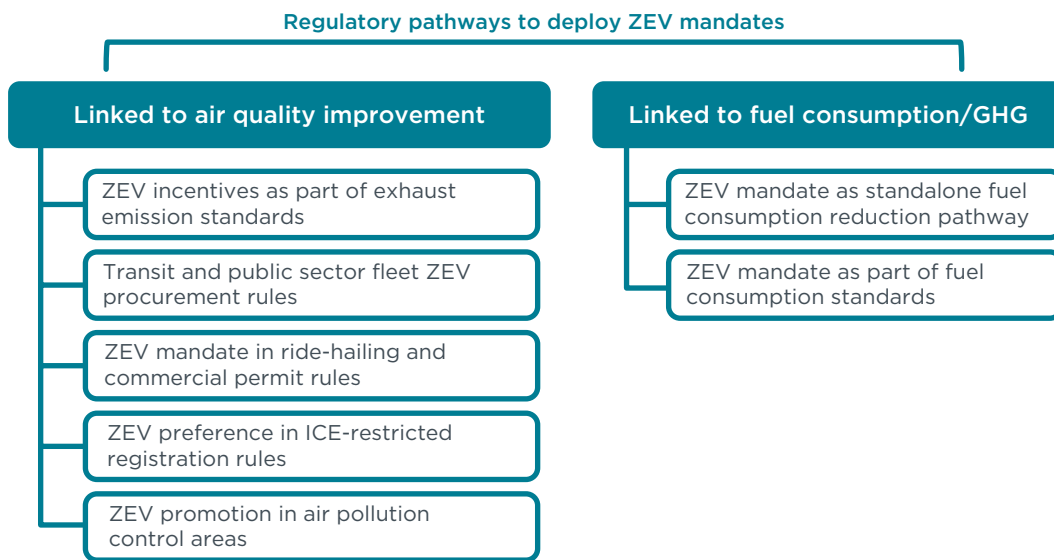 Regulatory pathways to deploy ZEV mandates
Linked to air quality improvement
ZEV incentives as part of exhaust
emission standards
Transit and public sector fleet ZEV
procurement rules
ZEV mandate in ride-hailing and
commercial permit rules
ZEV preference in ICE-restricted
registration rules
ZEV promotion in air pollution
control areas
Linked to fuel consumption/GHG
ZEV mandate as standalone fuel
consumption reduction pathway
ZEV mandate as part of fuel
consumption standards